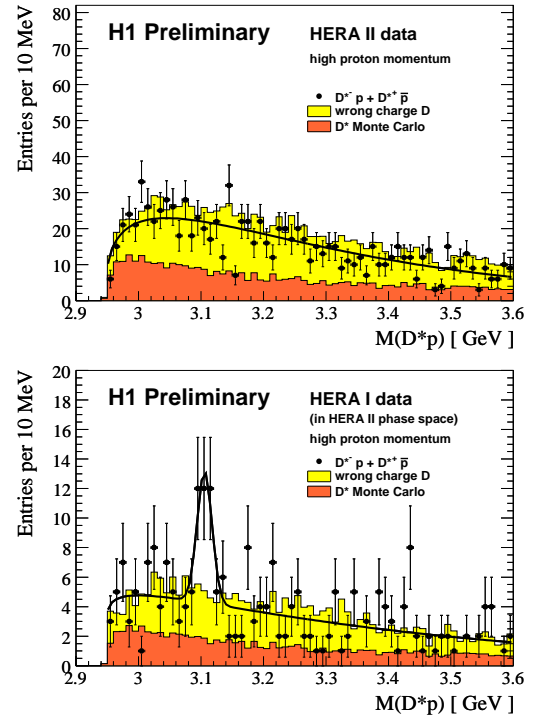 H1 Preliminary
HERA II data
high proton momentum
D*- p + D*+ p̅
wrong charge D
D* Monte Carlo
Entries per 10 MeV
80
70
60
50
40
30
20
10
0
2.9 3 3.1 3.2 3.3 3.4 3.5 3.6
M(D*p) [ GeV ]
H1 Preliminary
HERA I data
(in HERA II phase space)
high proton momentum
D*- p + D*+ p̅
wrong charge D
D* Monte Carlo
Entries per 10 MeV
20
18
16
14
12
10
8
6
4
2
0
2.9 3 3.1 3.2 3.3 3.4 3.5 3.6
M(D*p) [ GeV ]